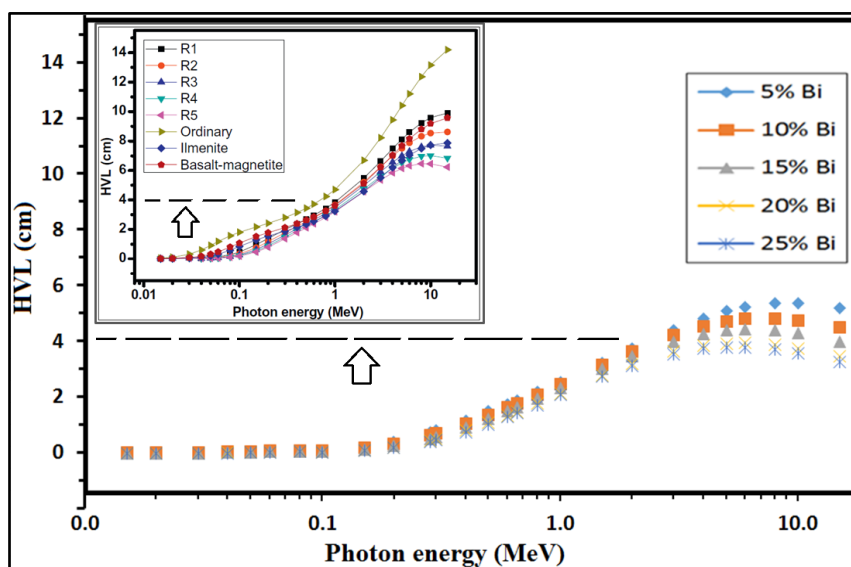 HVL (cm)
14
12
10
8
6
4
2
0
0.0
0.1
1.0
10.0
Photon energy (MeV)
5% Bi
10% Bi
15% Bi
20% Bi
25% Bi
HVL (cm)
14
12
10
8
6
4
2
0
0.01
0.1
1
10
Photon energy (MeV)
R1
R2
R3
R4
R5
Ordinary
Ilmenite
Basalt-magnetite